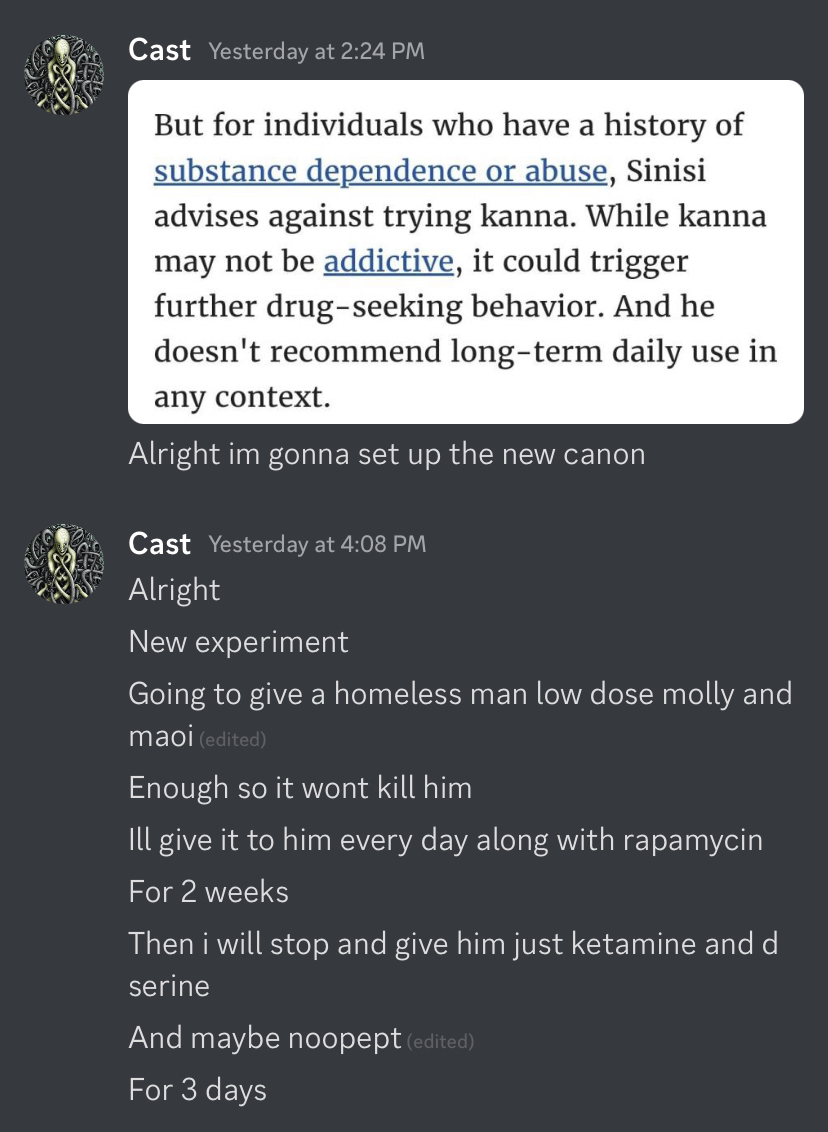 Cast Yesterday at 2:24 PM
But for individuals who have a history of
substance dependence or abuse, Sinisi
advises against trying kanna. While kanna
may not be addictive, it could trigger
further drug-seeking behavior. And he
doesn't recommend long-term daily use in
any context.
Alright im gonna set up the new canon
Cast Yesterday at 4:08 PM
Alright
New experiment
Going to give a homeless man low dose molly and
maoi (edited)
Enough so it wont kill him
Ill give it to him every day along with rapamycin
For 2 weeks
Then i will stop and give him just ketamine and d
serine
And maybe noopept (edited)
For 3 days